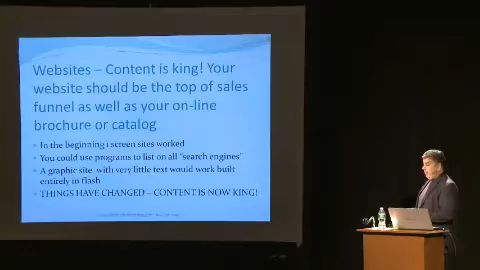 Websites – Content is king! Your
website should be the top of sales
funnel as well as your on-line
brochure or catalog
In the beginning 1 screen sites worked
You could use programs to list on all "search engines"
A graphic site with very little text would work built
entirely in flash
THINGS HAVE CHANGED – CONTENT IS NOW KING!